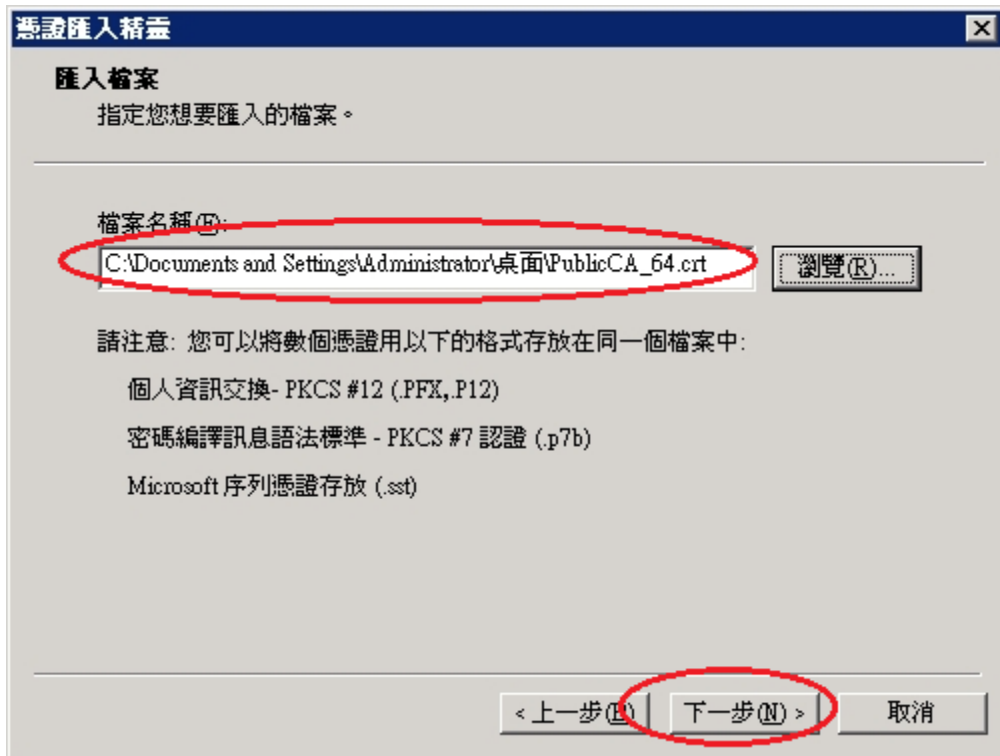 憑證匯入精靈
匯入檔案
指定您想要匯入的檔案。
檔案名稱(F):
C:\Documents and Settings\Administrator\桌面\PublicCA_64.crt
瀏覽(R)...
請注意: 您可以將數個憑證用以下的格式存放在同一個檔案中:
個人資訊交換- PKCS #12 (.PFX,.P12)
密碼編譯訊息語法標準 - PKCS #7 認證 (.p7b)
Microsoft 序列憑證存放 (.sst)
< 上一步(B) 下一步(N) > 取消